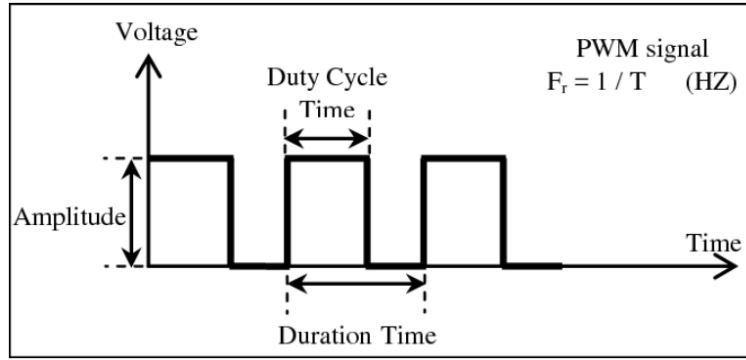 Voltage
PWM signal
Fr = 1 / T (HZ)
Duty Cycle
Time
Amplitude
Time
Duration Time